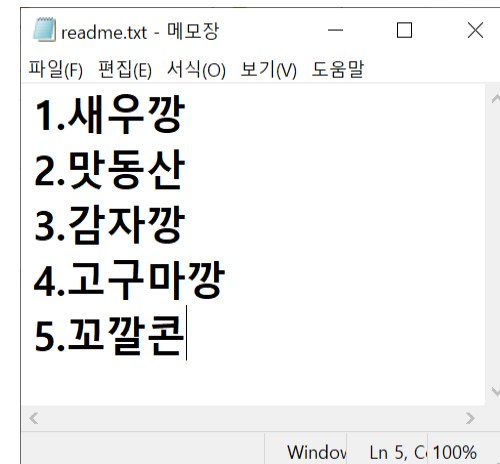 readme.txt - 메모장
파일(F) 편집(E) 서식(O) 보기(V) 도움말
1.새우깡
2.맛동산
3.감자깡
4.고구마깡
5.꼬깔콘
Window Ln 5, C 100%